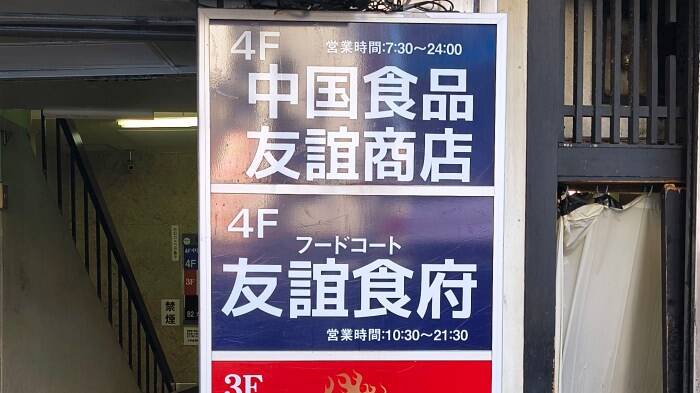 4F 営業時間:7:30〜24:00
中国食品
友誼商店
4F
フードコート
友誼食府
営業時間:10:30〜21:30
3F
4F
3F
禁煙